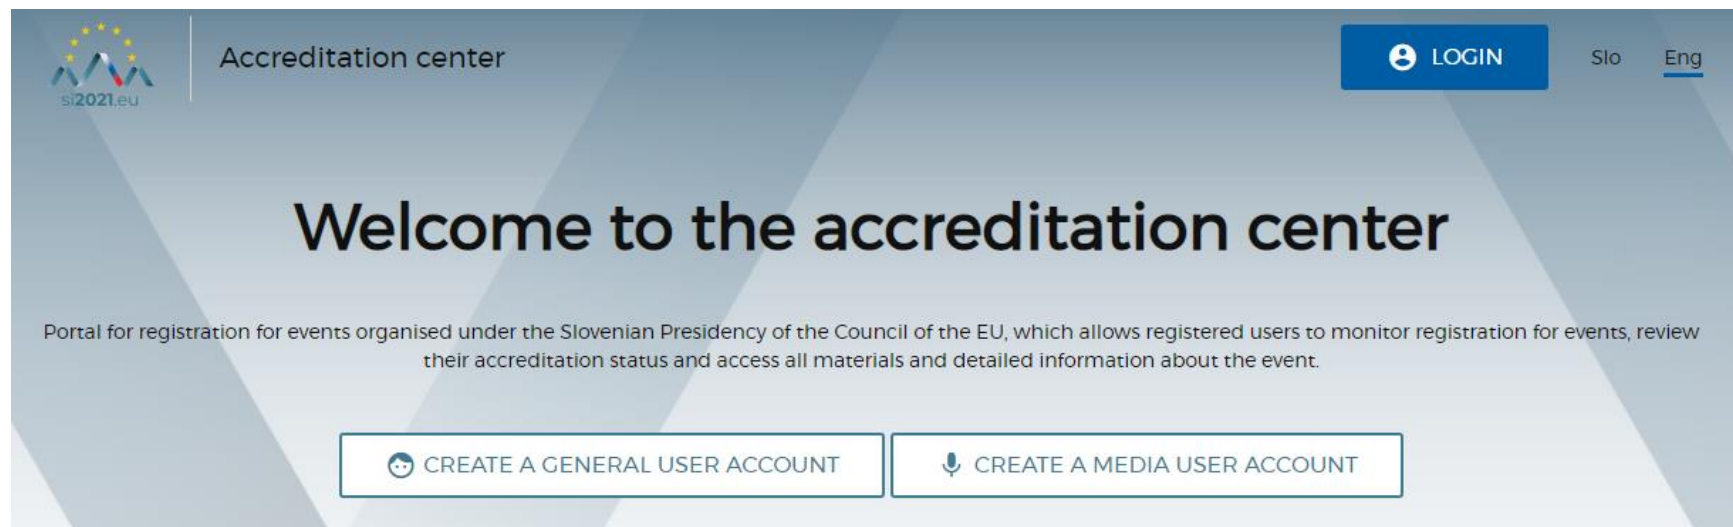 si2021.eu
Accreditation center
LOGIN
Slo
Eng
Welcome to the accreditation center
Portal for registration for events organised under the Slovenian Presidency of the Council of the EU, which allows registered users to monitor registration for events, review
their accreditation status and access all materials and detailed information about the event.
CREATE A GENERAL USER ACCOUNT
CREATE A MEDIA USER ACCOUNT